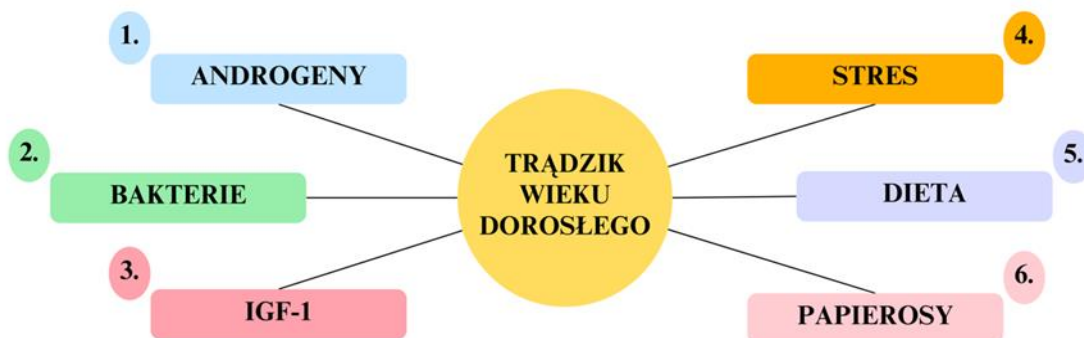 1.
ANDROGENY
2.
BAKTERIE
3.
IGF-1
TRĄDZIK
WIEKU
DOROSŁEGO
4.
STRES
5.
DIETA
6.
PAPIEROSY